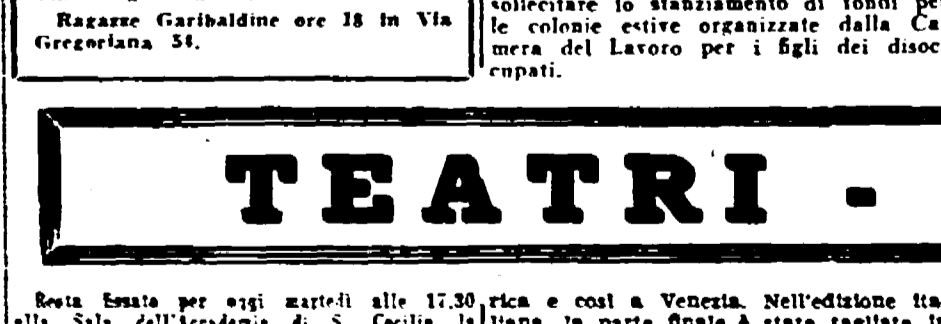 Ragazze Garibaldine ore 18 in Via
Gregoriana 54.
sollecitare lo stanziamento di fondi pe
le colonie estive organizzate dalla Ca
mera del Lavoro per i figli dei disoc
cupati.
TEATRI -
Resta fissata per oggi martedì alle 17.30
alla Sala dell'Accademia di S. Cecilia la
rica e così a Venezia. Nell'edizione ita
liana, la parte finale è stata tagliata